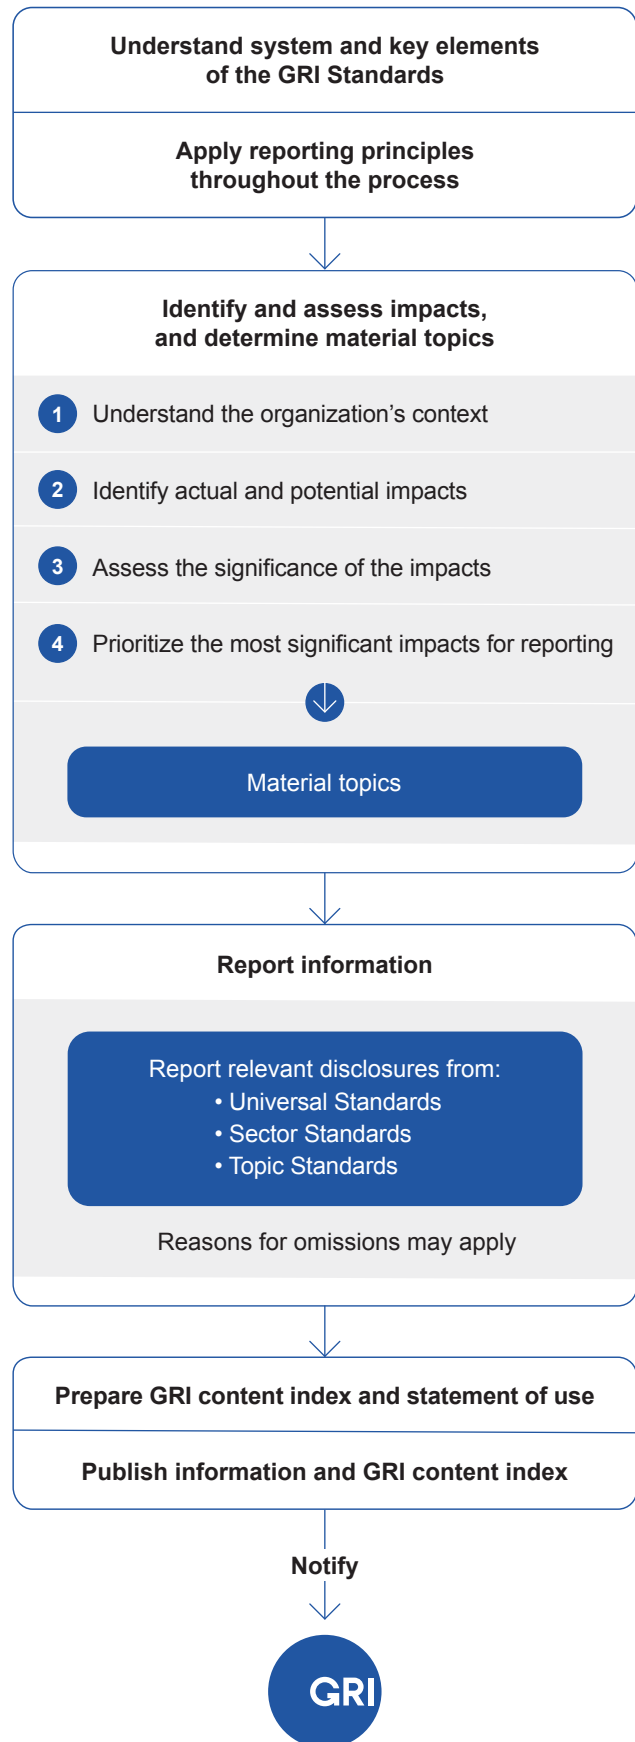 Understand system and key elements
of the GRI Standards
Apply reporting principles
throughout the process
Identify and assess impacts,
and determine material topics
1 Understand the organization’s context
2 Identify actual and potential impacts
3 Assess the significance of the impacts
4 Prioritize the most significant impacts for reporting
Material topics
Report information
Report relevant disclosures from:
• Universal Standards
• Sector Standards
• Topic Standards
Reasons for omissions may apply
Prepare GRI content index and statement of use
Publish information and GRI content index
Notify
GRI